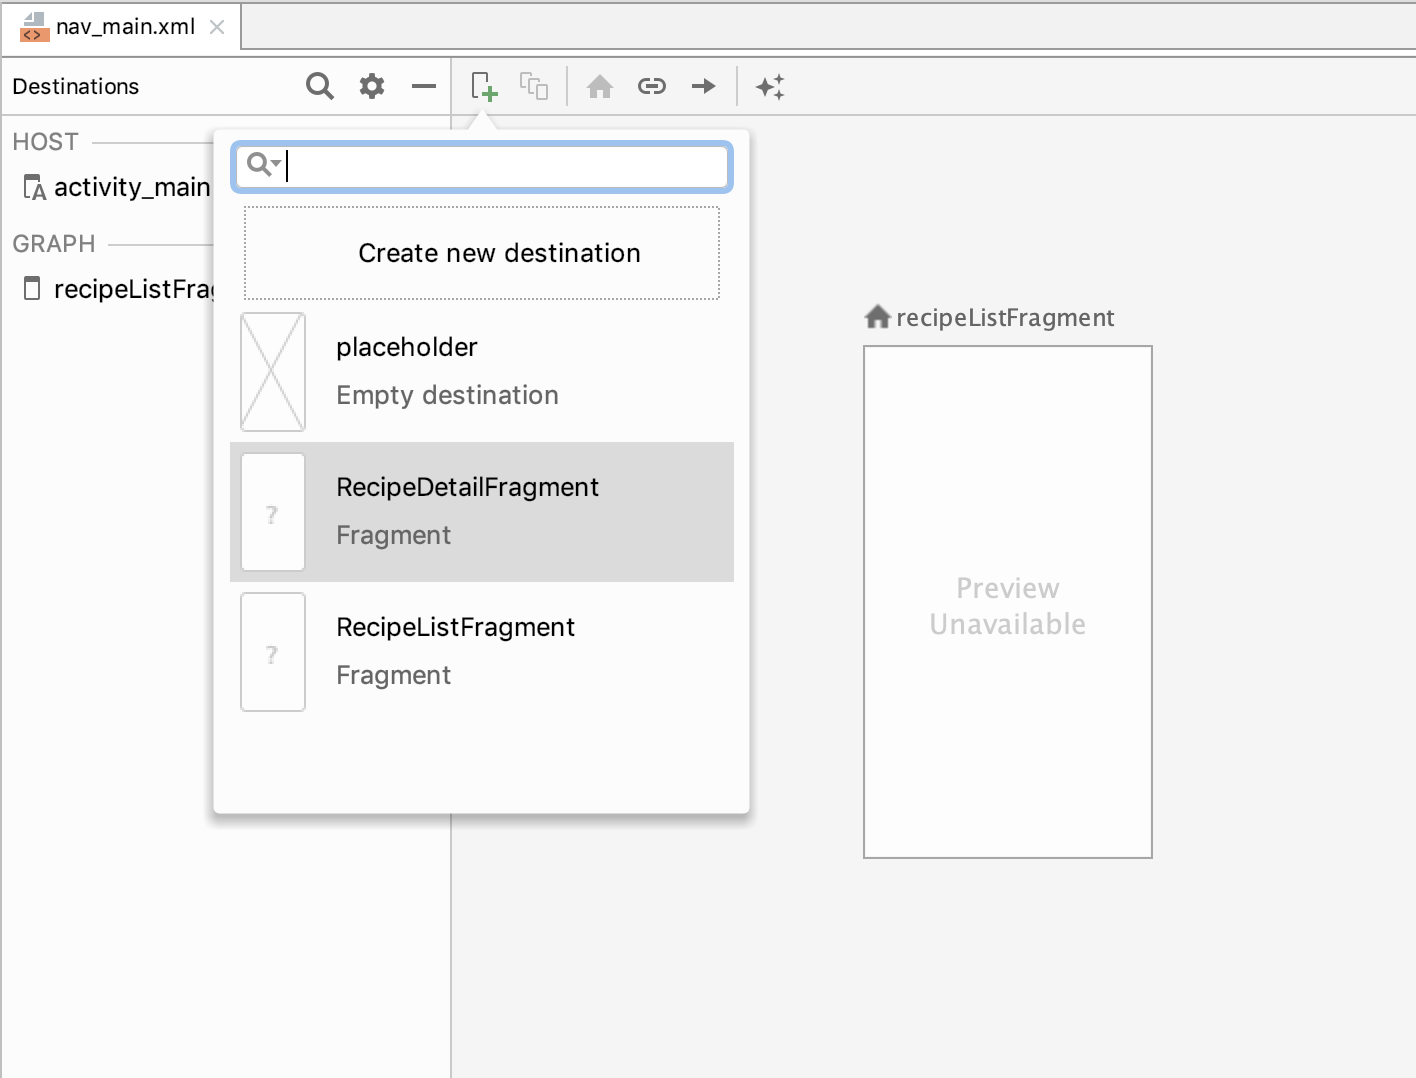 nav_main.xml
Destinations
HOST
activity_main
GRAPH
recipeListFrag
Create new destination
placeholder
Empty destination
RecipeDetailFragment
Fragment
RecipeListFragment
Fragment
recipeListFragment
Preview
Unavailable